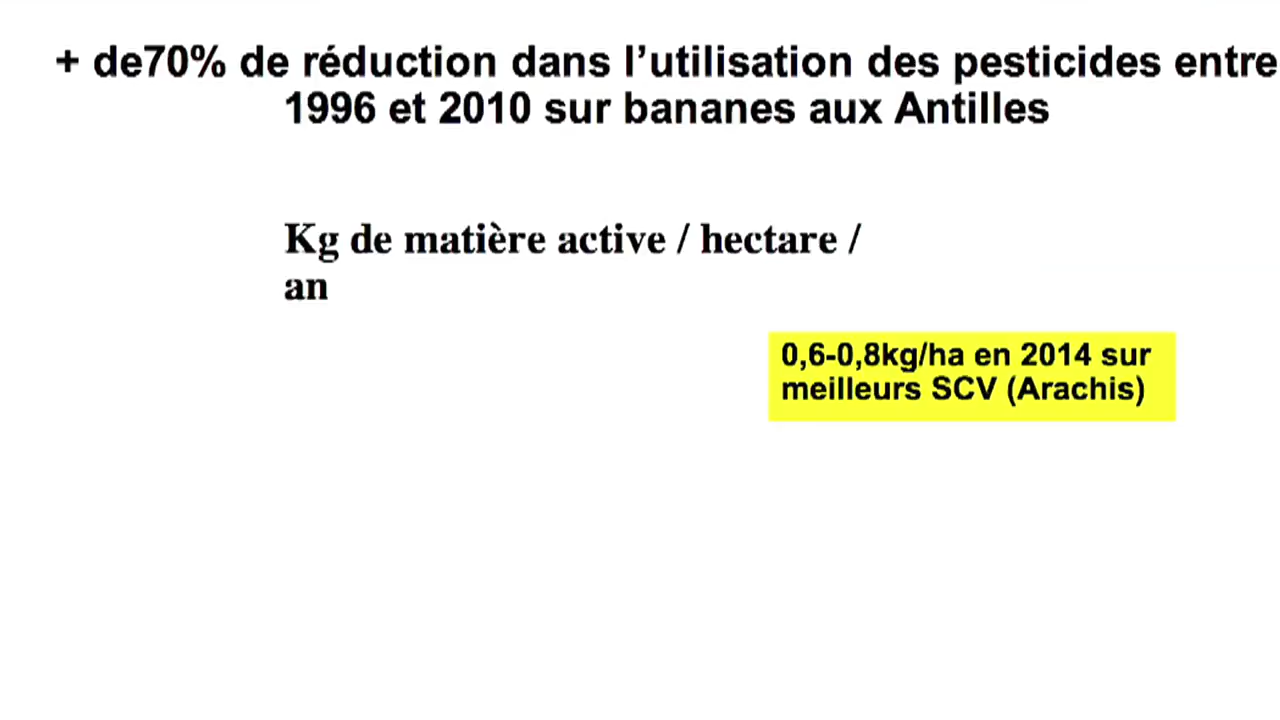 + de70% de réduction dans l’utilisation des pesticides entre
1996 et 2010 sur bananes aux Antilles
Kg de matière active / hectare /
an
0,6-0,8kg/ha en 2014 sur
meilleurs SCV (Arachis)